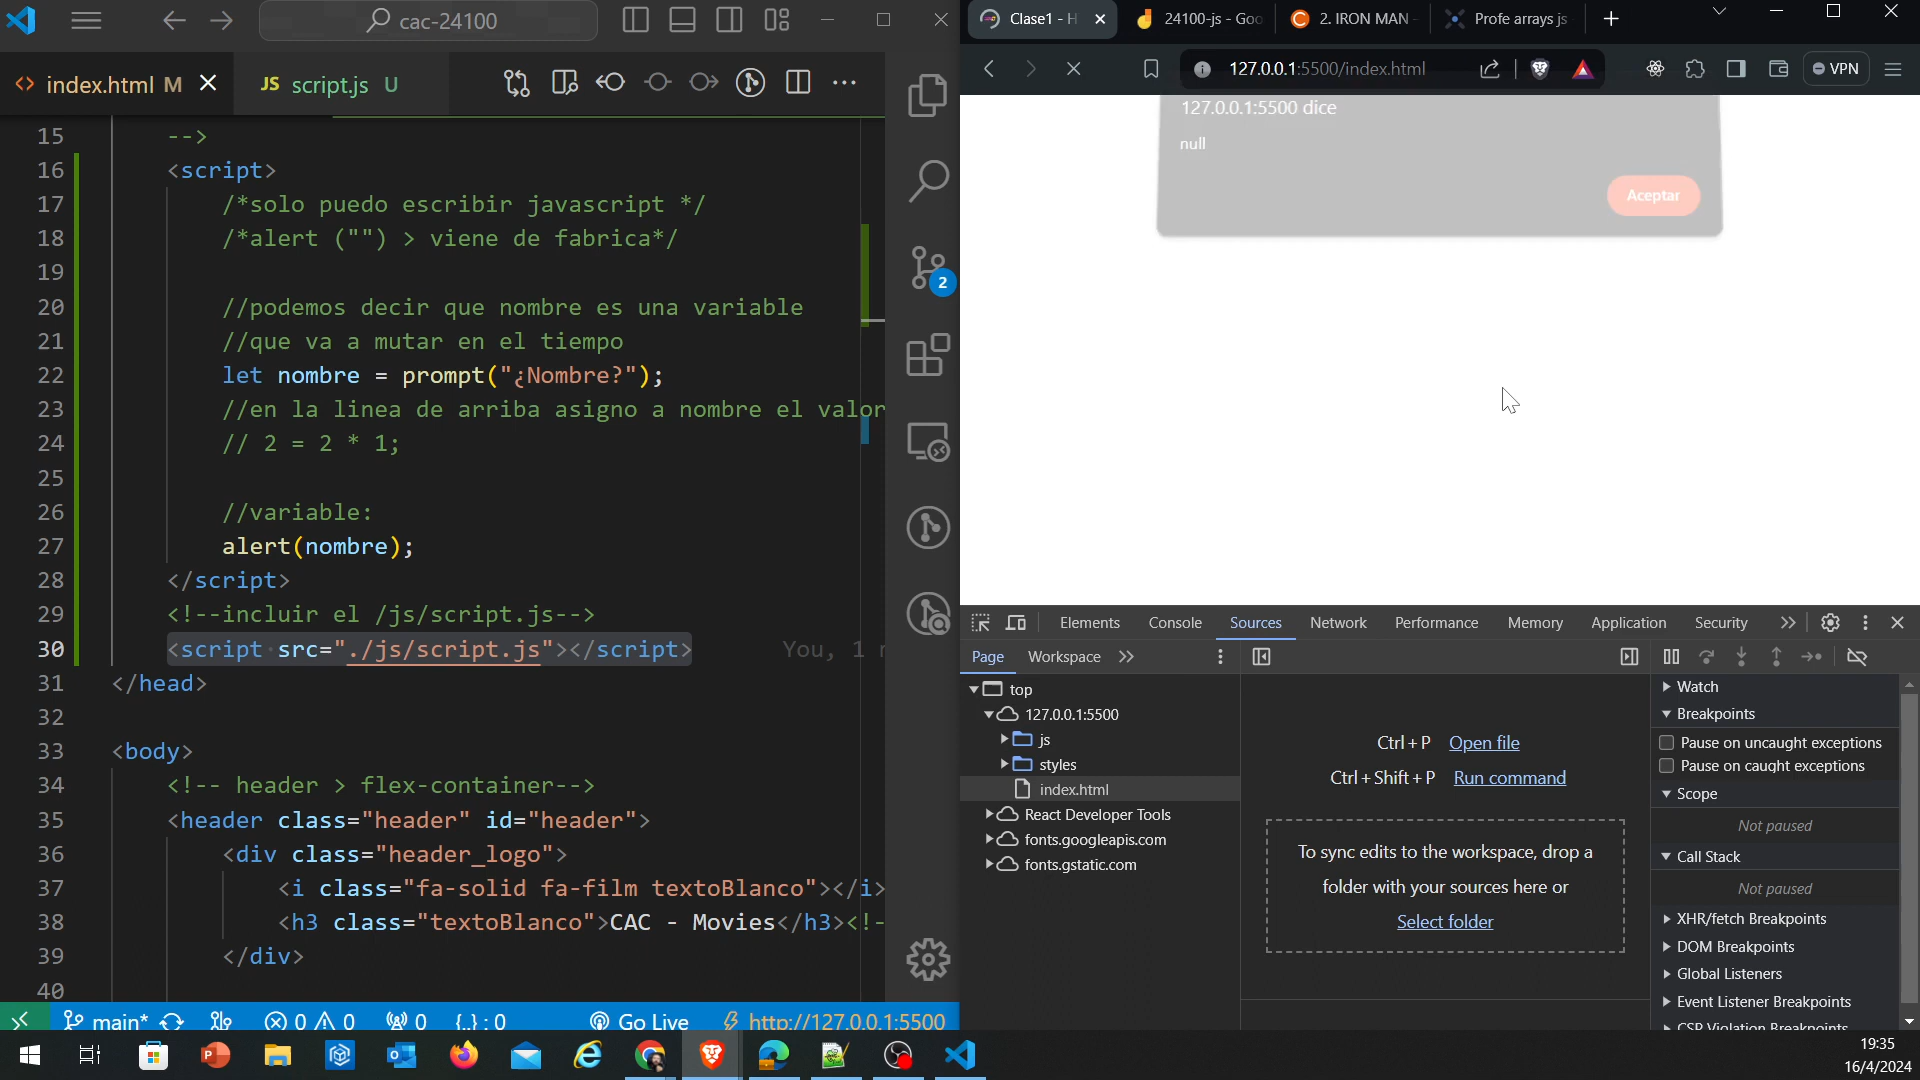 cac-24100
index.html M
JS script.js U
15 -->
16 <script>
17 /*solo puedo escribir javascript */
18 /*alert ("") > viene de fabrica*/
19
20 //podemos decir que nombre es una variable
21 //que va a mutar en el tiempo
22 let nombre = prompt("¿Nombre?");
23 //en la linea de arriba asigno a nombre el valor
24 // 2 = 2 * 1;
25
26 //variable:
27 alert(nombre);
28 </script>
29 <!--incluir el /js/script.js-->
30 <script src="./js/script.js"></script> You, 1
31 </head>
32
33 <body>
34 <!-- header > flex-container-->
35 <header class="header" id="header">
36 <div class="header_logo">
37 <i class="fa-solid fa-film textoBlanco"></i>
38 <h3 class="textoBlanco">CAC - Movies</h3><!-
39 </div>
40
2
main* 0 0 0 {..} : 0 Go Live http://127.0.0.1:5500
Clase1 - H
24100-js - Goo
2. IRON MAN -
Profe arrays js
127.0.0.1:5500/index.html
VPN
127.0.0.1:5500 dice
null
Aceptar
Elements Console Sources Network Performance Memory Application Security
Page Workspace
top
127.0.0.1:5500
js
styles
index.html
React Developer Tools
fonts.googleapis.com
fonts.gstatic.com
Ctrl + P Open file
Ctrl + Shift + P Run command
To sync edits to the workspace, drop a
folder with your sources here or
Select folder
Watch
Breakpoints
Pause on uncaught exceptions
Pause on caught exceptions
Scope
Not paused
Call Stack
Not paused
XHR/fetch Breakpoints
DOM Breakpoints
Global Listeners
Event Listener Breakpoints
CSP Violation Breakpoints
19:35
16/4/2024